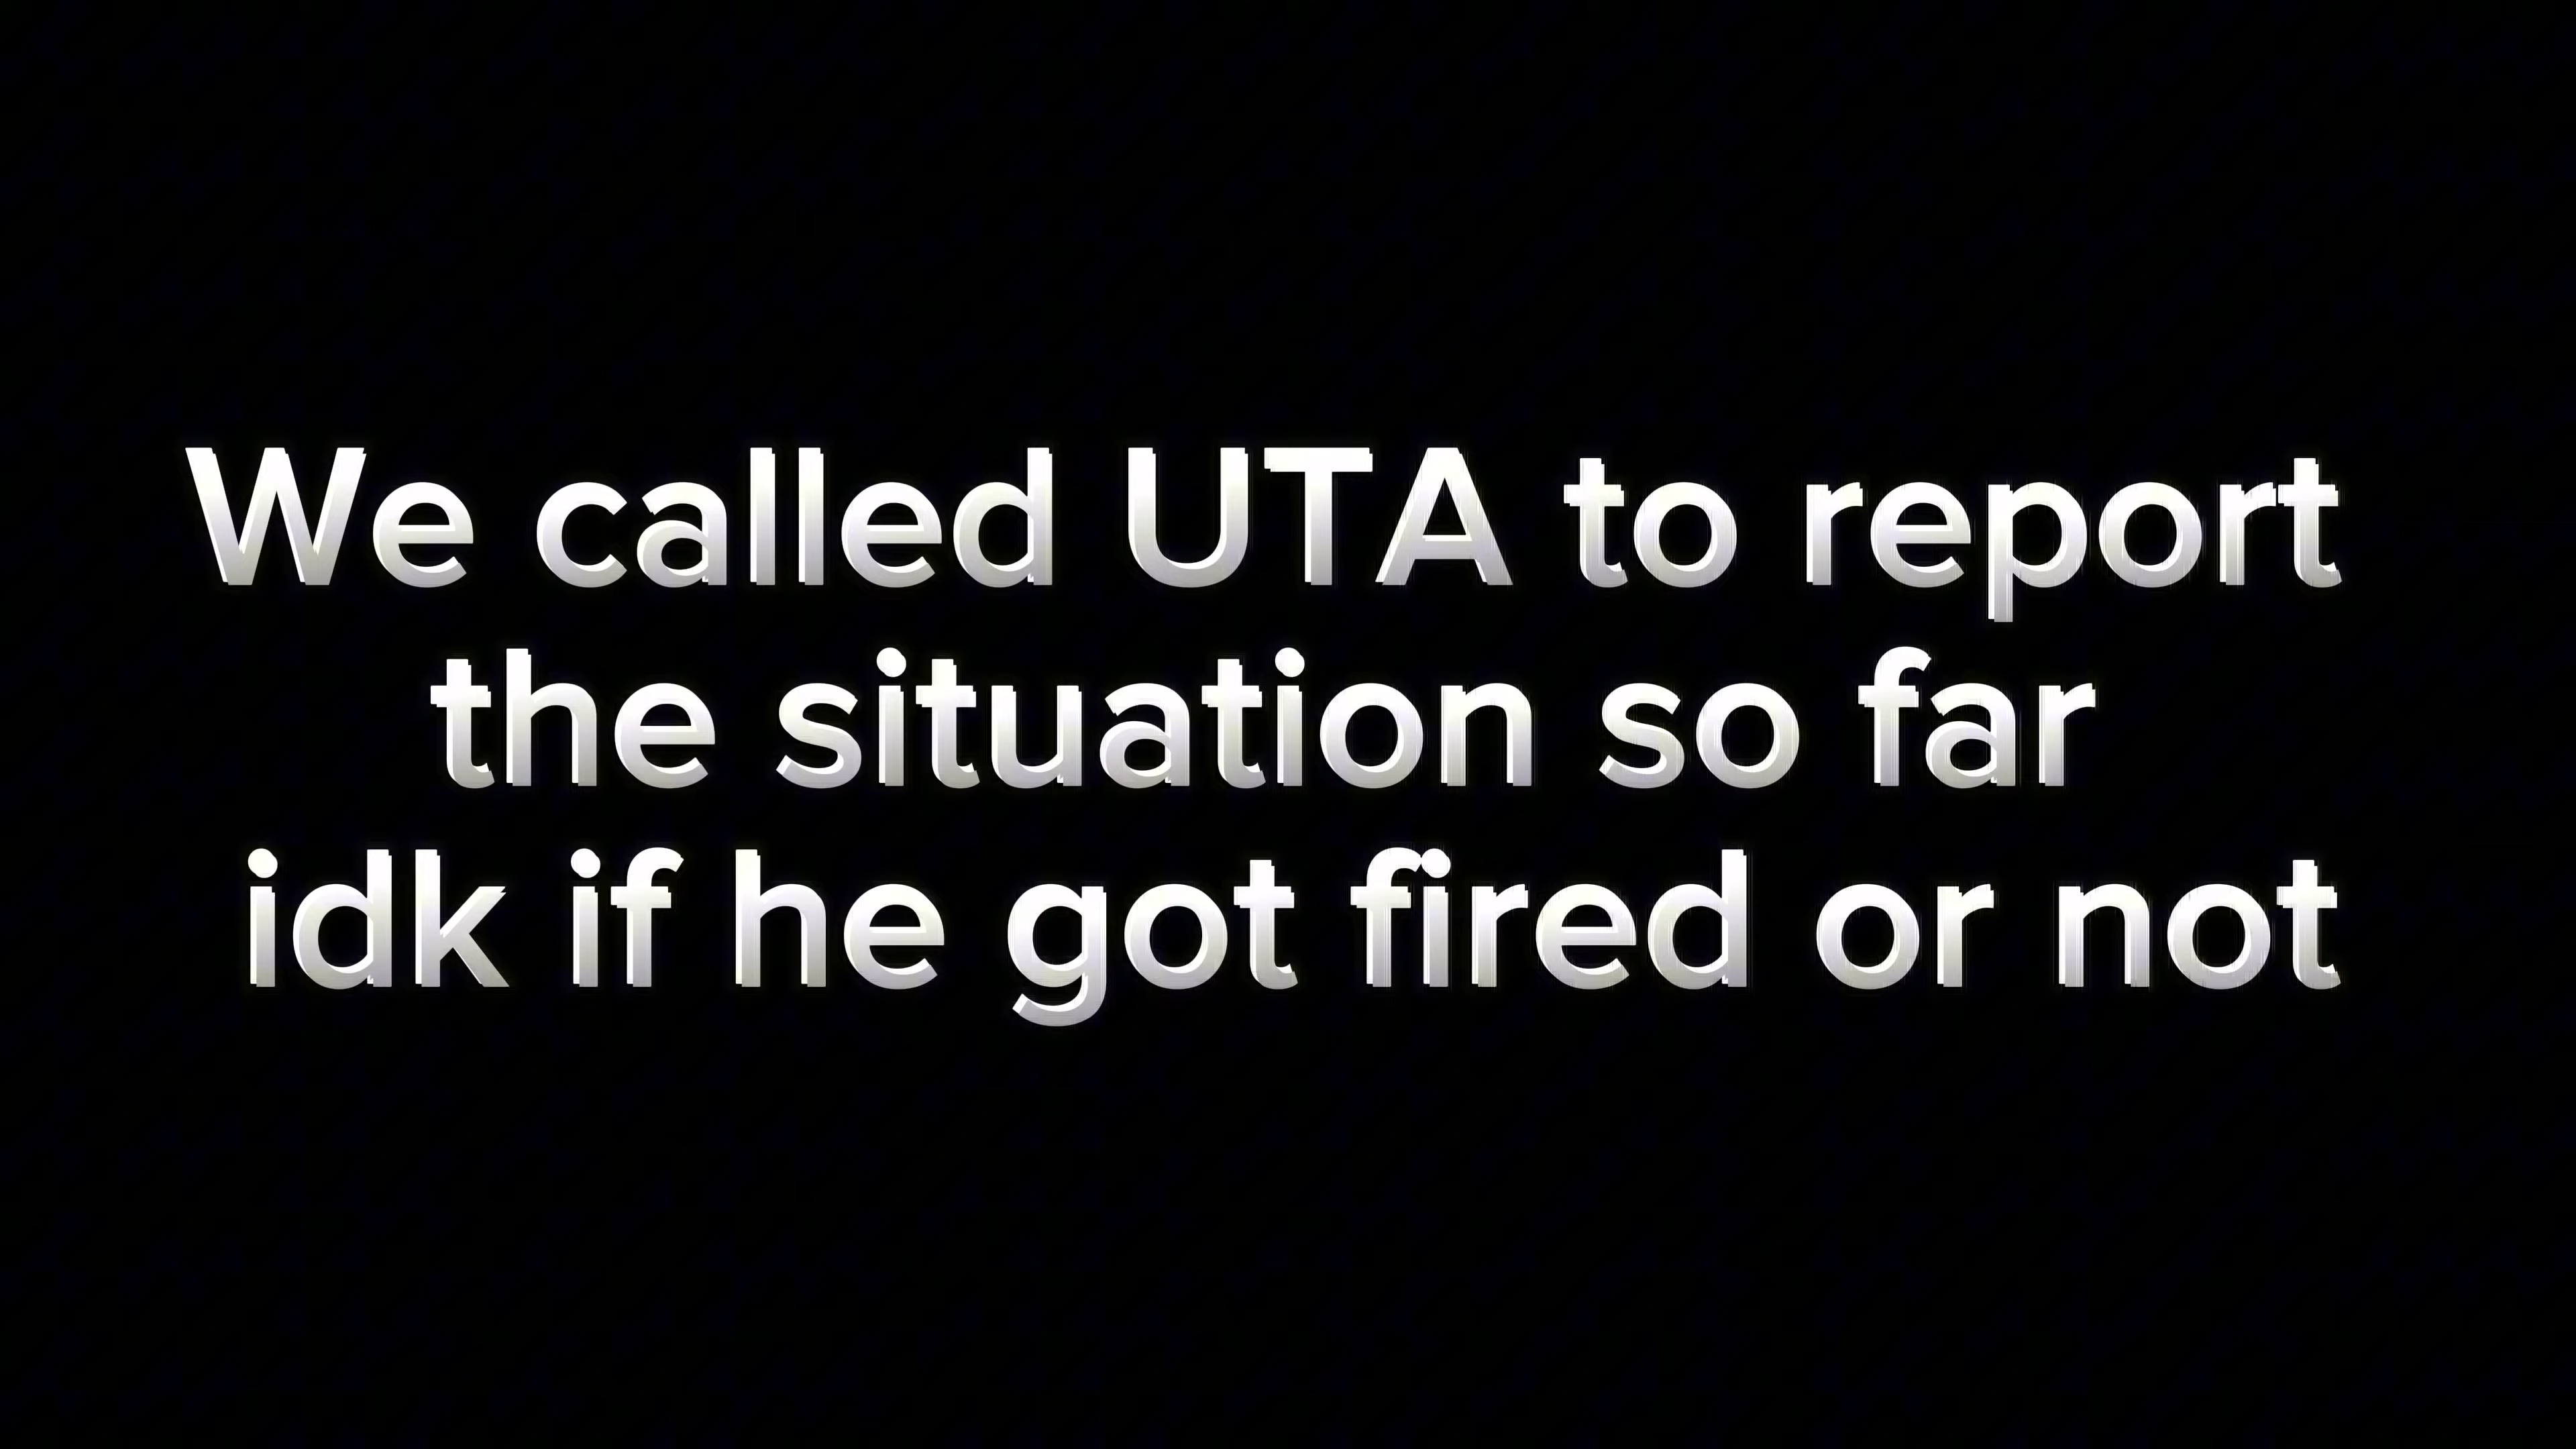 We called UTA to report
the situation so far
idk if he got fired or not